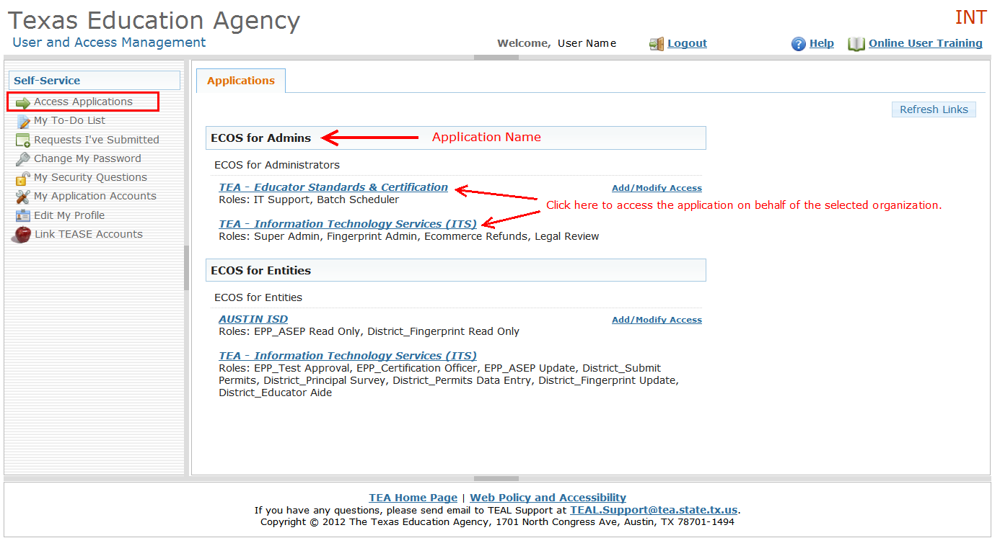 Texas Education Agency
INT
User and Access Management
Welcome, User Name
Logout
Help
Online User Training
Self-Service
Access Applications
My To-Do List
Requests I've Submitted
Change My Password
My Security Questions
My Application Accounts
Edit My Profile
Link TEASE Accounts
Applications
Refresh Links
ECOS for Admins
Application Name
ECOS for Administrators
TEA - Educator Standards & Certification
Add/Modify Access
Roles: IT Support, Batch Scheduler
Click here to access the application on behalf of the selected organization.
TEA - Information Technology Services (ITS)
Roles: Super Admin, Fingerprint Admin, Ecommerce Refunds, Legal Review
ECOS for Entities
ECOS for Entities
AUSTIN ISD
Add/Modify Access
Roles: EPP_ASEP Read Only, District_Fingerprint Read Only
TEA - Information Technology Services (ITS)
Roles: EPP_Test Approval, EPP_Certification Officer, EPP_ASEP Update, District_Submit
Permits, District_Principal Survey, District_Permits Data Entry, District_Fingerprint Update,
District_Educator Aide
TEA Home Page | Web Policy and Accessibility
If you have any questions, please send email to TEAL Support at TEAL.Support@tea.state.tx.us.
Copyright © 2012 The Texas Education Agency, 1701 North Congress Ave, Austin, TX 78701-1494